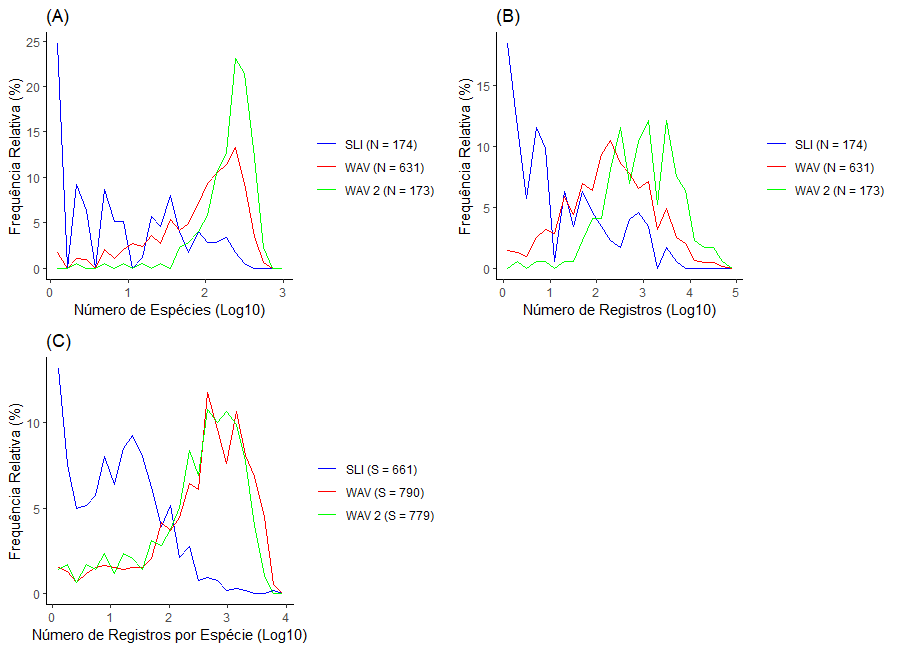 (A)
Frequência Relativa (%)
25
20
15
10
5
0
0 1 2 3
Número de Espécies (Log10)
SLI (N = 174)
WAV (N = 631)
WAV 2 (N = 173)
(B)
Frequência Relativa (%)
15
10
5
0
0 1 2 3 4 5
Número de Registros (Log10)
SLI (N = 174)
WAV (N = 631)
WAV 2 (N = 173)
(C)
Frequência Relativa (%)
10
5
0
0 1 2 3 4
Número de Registros por Espécie (Log10)
SLI (S = 661)
WAV (S = 790)
WAV 2 (S = 779)